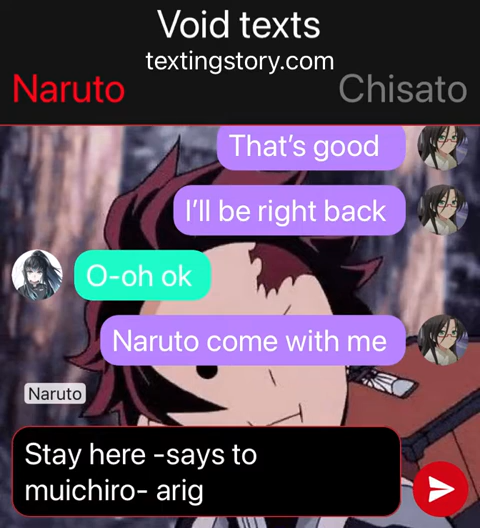 Void texts
textingstory.com
Naruto
Chisato
That's good
I'll be right back
O-oh ok
Naruto come with me
Naruto
Stay here -says to
muichiro- arig